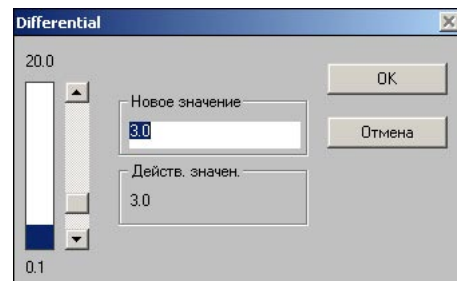 Differential
20.0
OK
Новое значение
3.0
Отмена
Действ. значен.
3.0
0.1